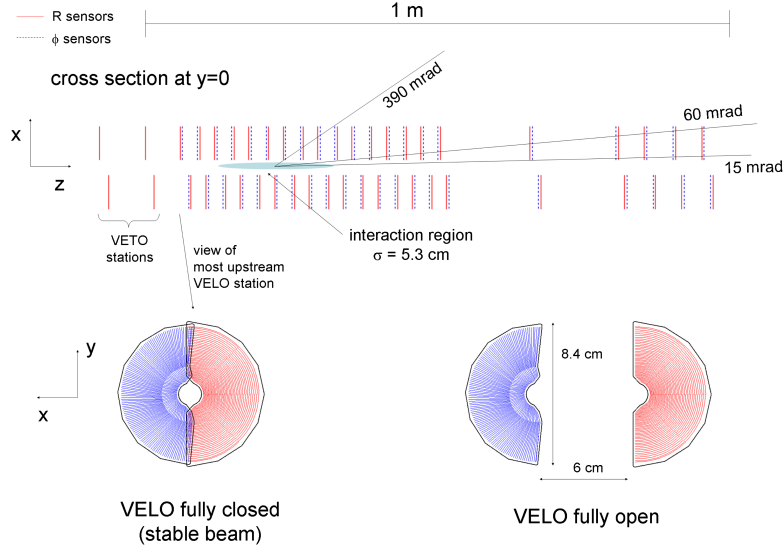 R sensors
1 m
ϕ sensors
cross section at y=0
390 mrad
60 mrad
x
z
15 mrad
VETO
stations
interaction region
σ = 5.3 cm
view of
most upstream
VELO station
y
x
8.4 cm
6 cm
VELO fully closed
(stable beam)
VELO fully open